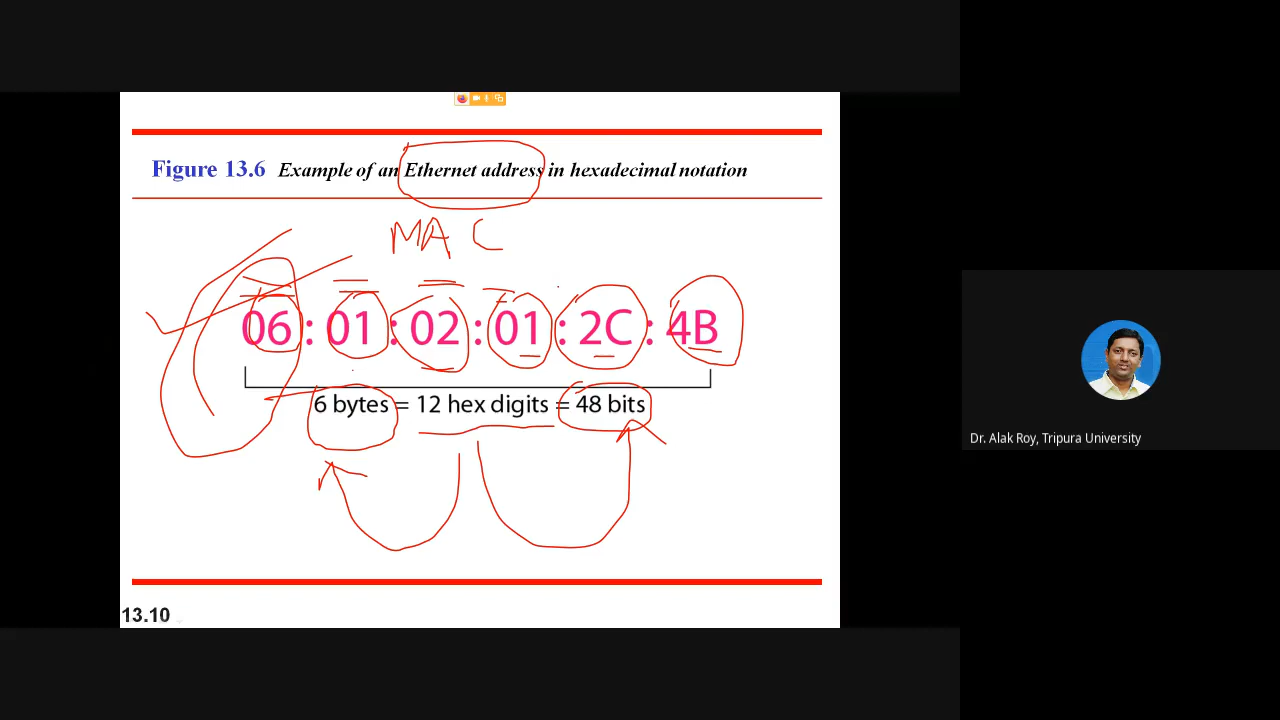 Figure 13.6 Example of an Ethernet address in hexadecimal notation
MAC
06 : 01 : 02 : 01 : 2C : 4B
6 bytes = 12 hex digits = 48 bits
Dr. Alak Roy, Tripura University
13.10